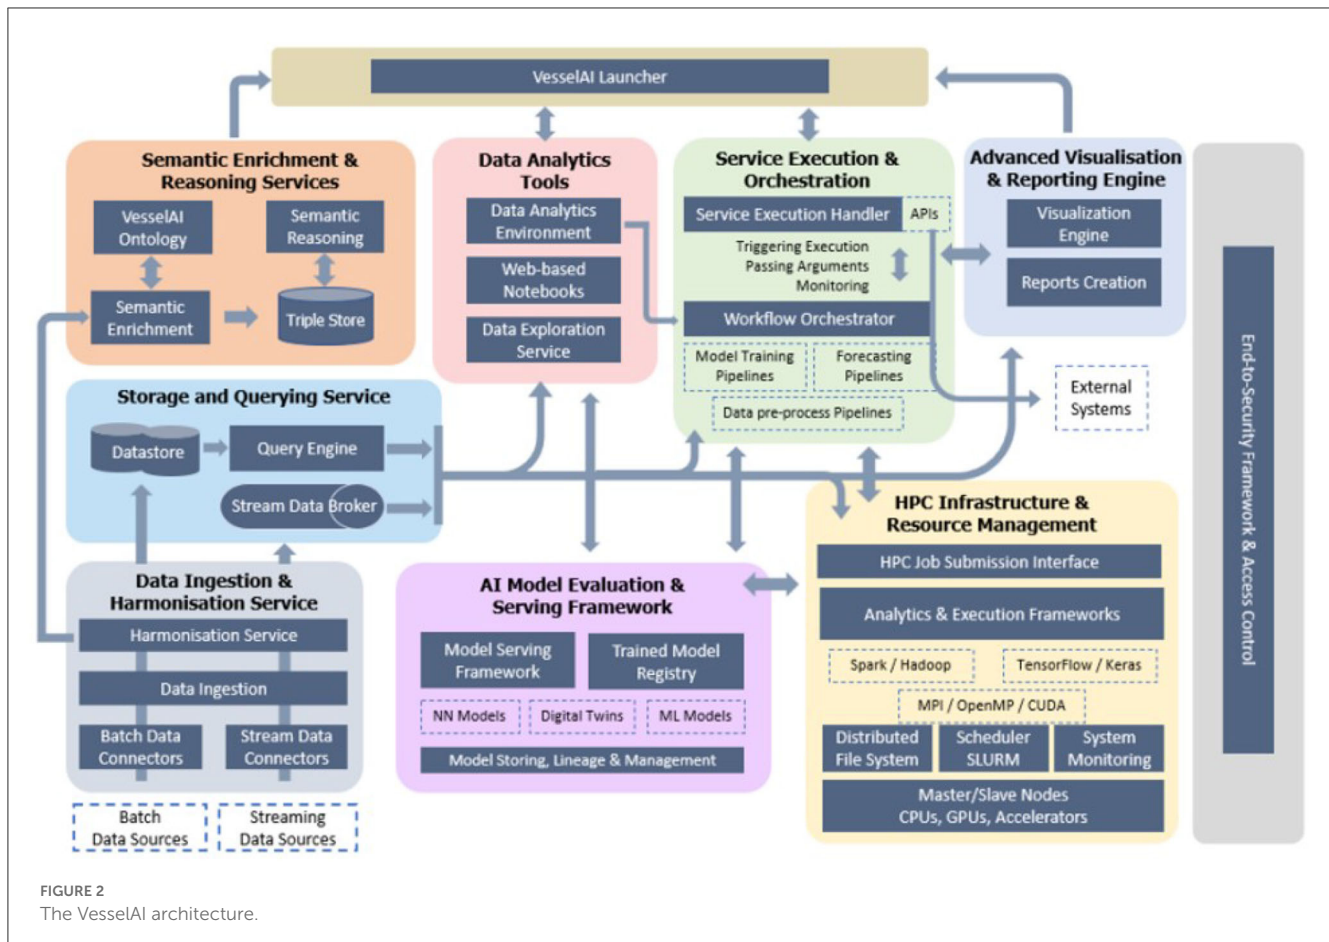 VesselAI Launcher
Semantic Enrichment &
Reasoning Services
VesselAI
Ontology
Semantic
Reasoning
Semantic
Enrichment
Triple Store
Data Analytics
Tools
Data Analytics
Environment
Web-based
Notebooks
Data Exploration
Service
Service Execution &
Orchestration
Service Execution Handler
APIs
Triggering Execution
Passing Arguments
Monitoring
Workflow Orchestrator
Model Training
Pipelines
Forecasting
Pipelines
Data pre-process Pipelines
Advanced Visualisation
& Reporting Engine
Visualization
Engine
Reports Creation
External
Systems
End-to-Security Framework & Access Control
Storage and Querying Service
Datastore
Query Engine
Stream Data Broker
Data Ingestion &
Harmonisation Service
Harmonisation Service
Data Ingestion
Batch Data
Connectors
Stream Data
Connectors
Batch
Data Sources
Streaming
Data Sources
AI Model Evaluation &
Serving Framework
Model Serving
Framework
Trained Model
Registry
NN Models
Digital Twins
ML Models
Model Storing, Lineage & Management
HPC Infrastructure &
Resource Management
HPC Job Submission Interface
Analytics & Execution Frameworks
Spark / Hadoop
TensorFlow / Keras
MPI / OpenMP / CUDA
Distributed
File System
Scheduler
SLURM
System
Monitoring
Master/Slave Nodes
CPUs, GPUs, Accelerators
FIGURE 2
The VesselAI architecture.